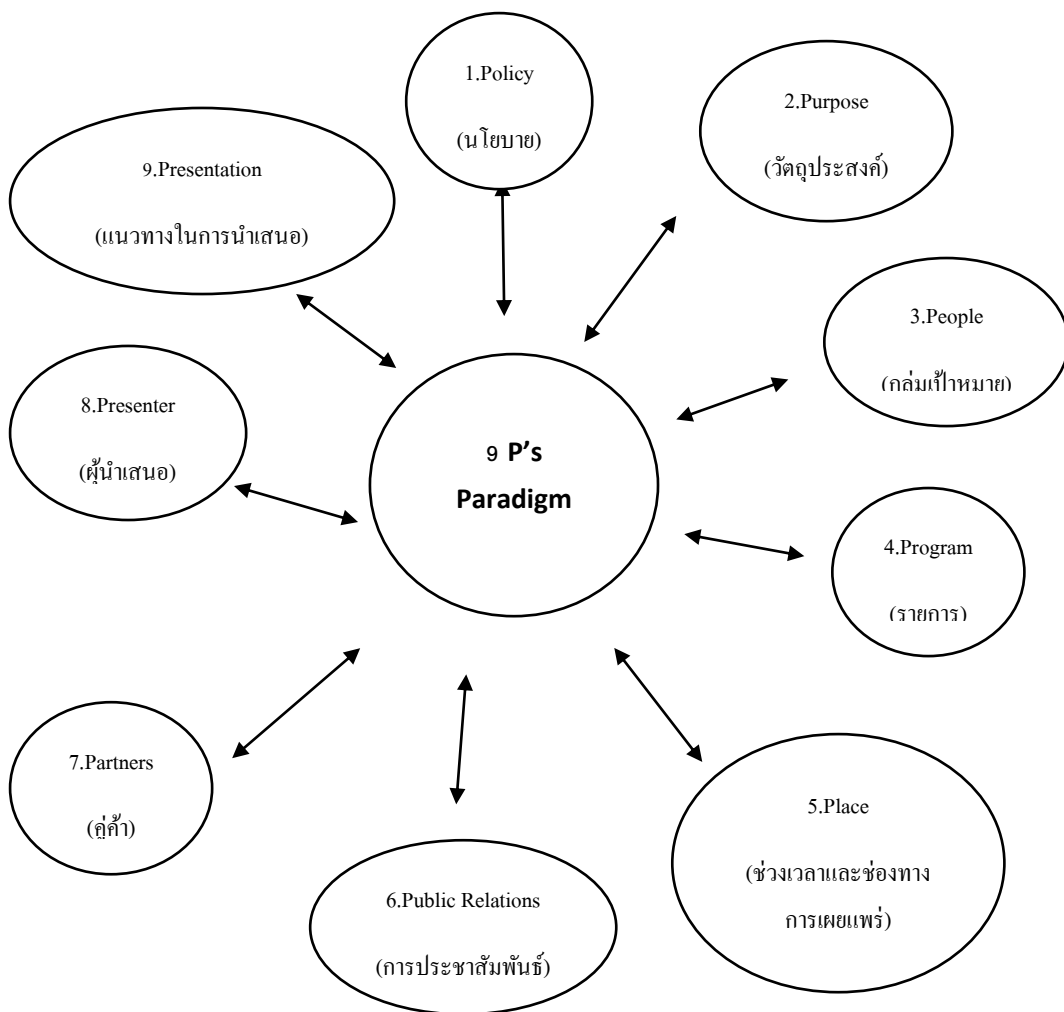 1.Policy
(นโยบาย)
2.Purpose
(วัตถุประสงค์)
3.People
(กลุ่มเป้าหมาย)
4.Program
(รายการ)
5.Place
(ช่วงเวลาและช่องทาง
การเผยแพร่)
6.Public Relations
(การประชาสัมพันธ์)
7.Partners
(คู่ค้า)
8.Presenter
(ผู้นำเสนอ)
9.Presentation
(แนวทางในการนำเสนอ)
9 P’s
Paradigm